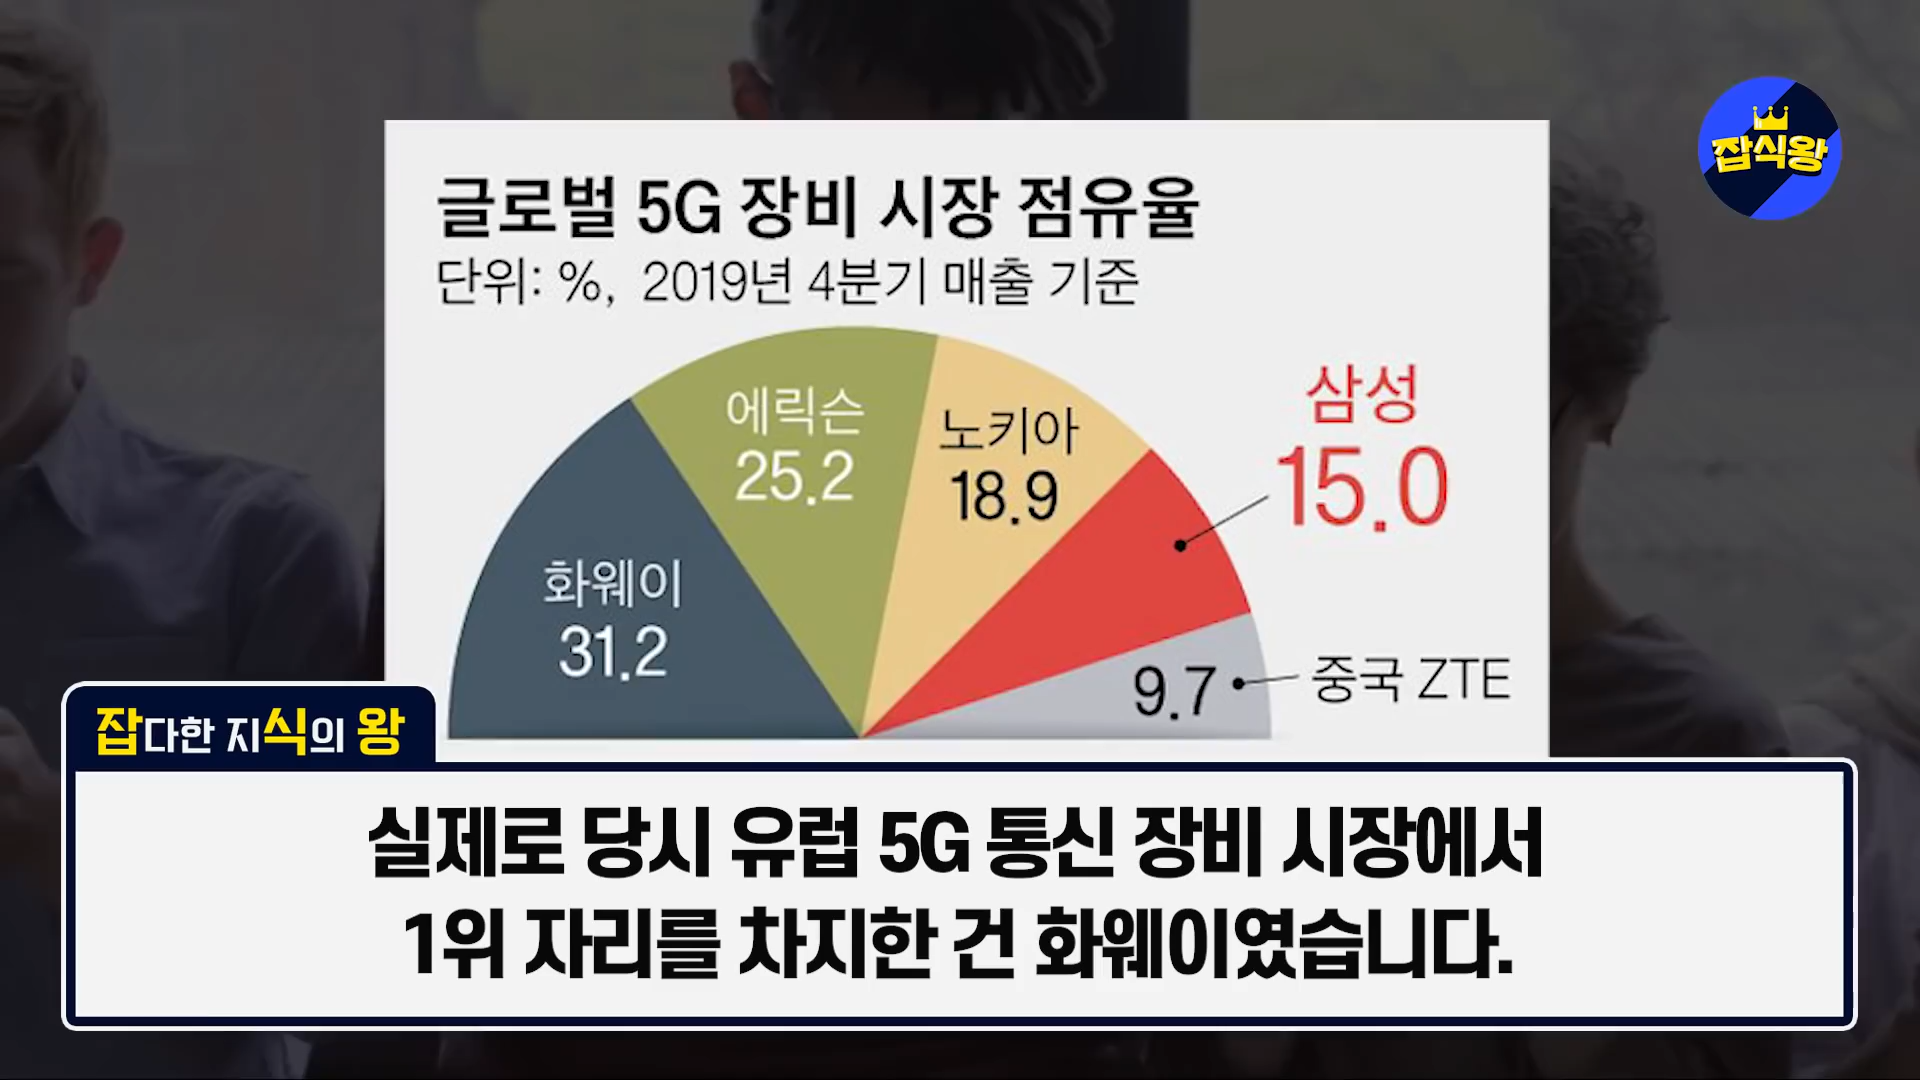 잡식왕
글로벌 5G 장비 시장 점유율
단위: %, 2019년 4분기 매출 기준
화웨이
31.2
에릭슨
25.2
노키아
18.9
삼성
15.0
9.7
중국 ZTE
잡다한 지식의 왕
실제로 당시 유럽 5G 통신 장비 시장에서
1위 자리를 차지한 건 화웨이였습니다.